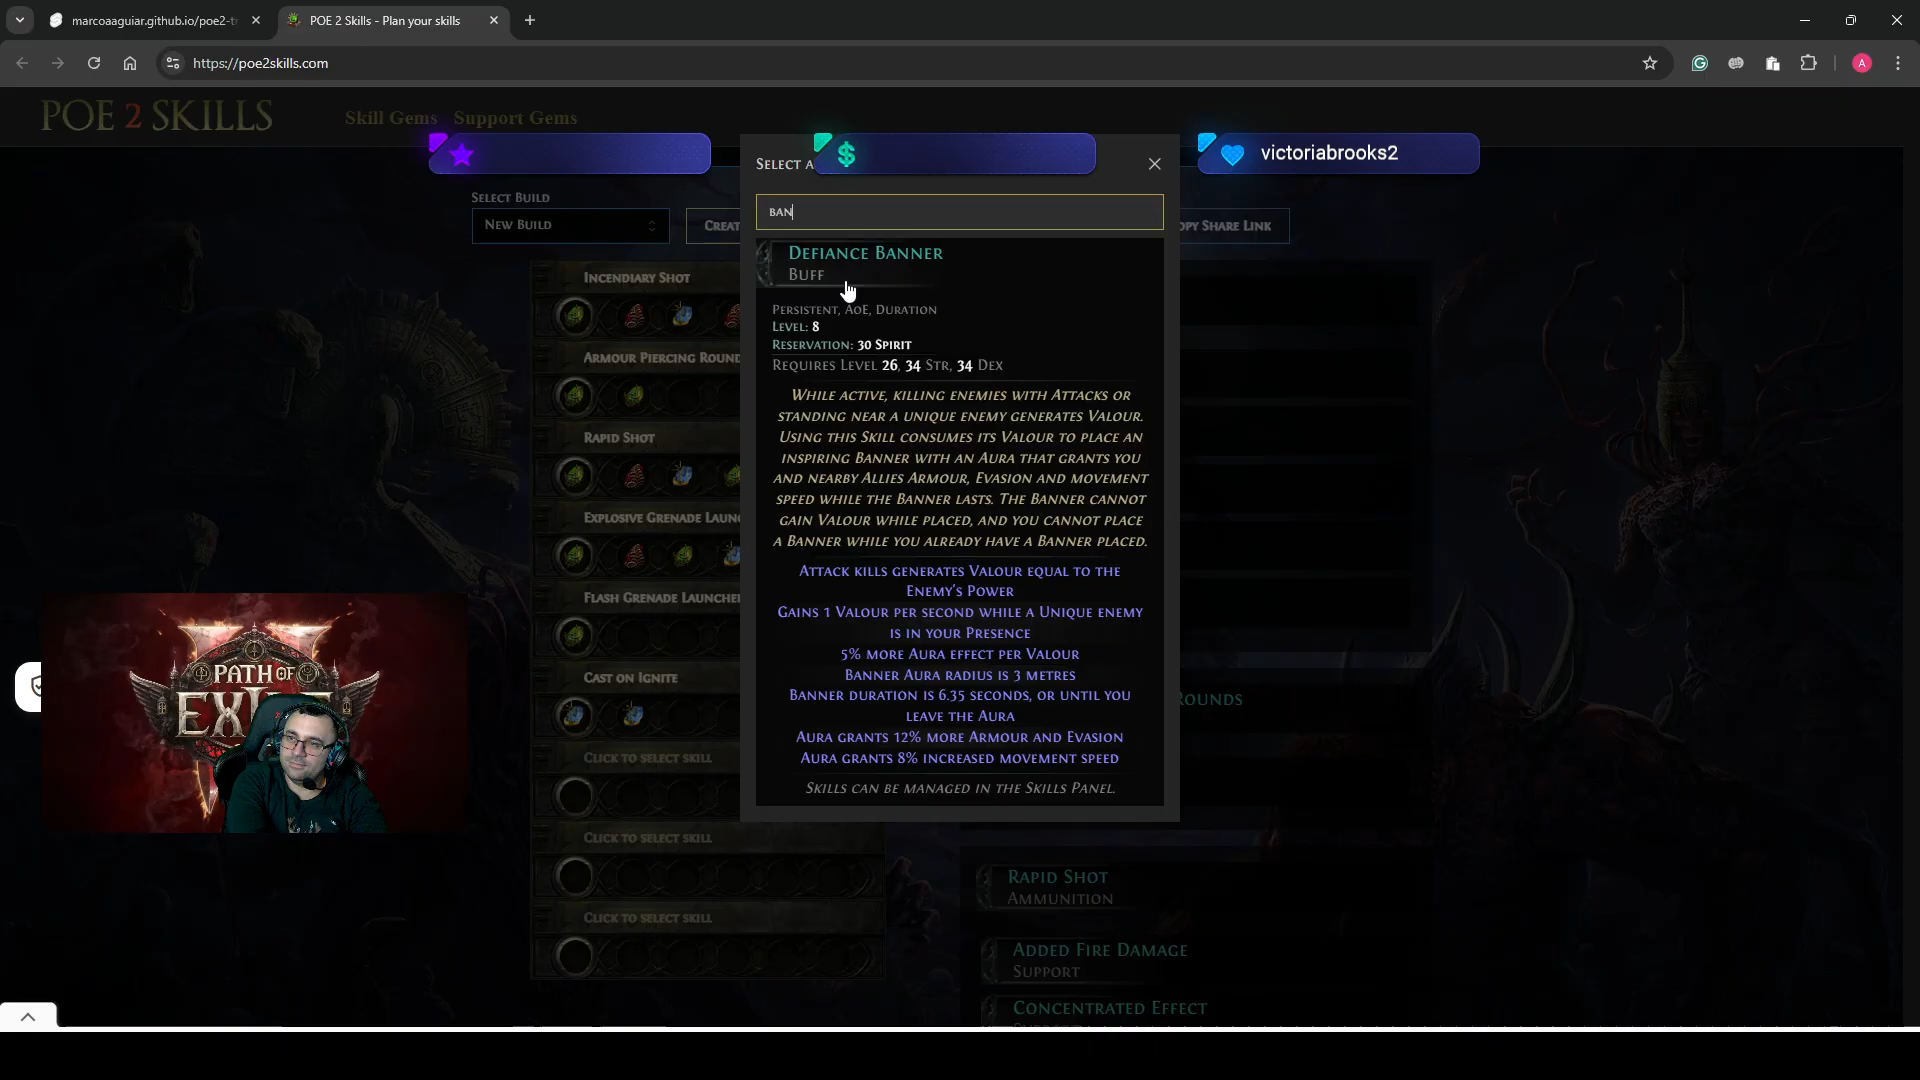 marcoaaguiar.github.io/poe2-tr
POE 2 Skills - Plan your skills
https://poe2skills.com
A
POE 2 SKILLS
Skill Gems
Support Gems
victoriabrooks2
SELECT A
SELECT BUILD
NEW BUILD
CREAT
OPY SHARE LINK
BAN
DEFIANCE BANNER
BUFF
PERSISTENT, AOE, DURATION
LEVEL: 8
RESERVATION: 30 SPIRIT
REQUIRES LEVEL 26, 34 STR, 34 DEX
WHILE ACTIVE, KILLING ENEMIES WITH ATTACKS OR
STANDING NEAR A UNIQUE ENEMY GENERATES VALOUR.
USING THIS SKILL CONSUMES ITS VALOUR TO PLACE AN
INSPIRING BANNER WITH AN AURA THAT GRANTS YOU
AND NEARBY ALLIES ARMOUR, EVASION AND MOVEMENT
SPEED WHILE THE BANNER LASTS. THE BANNER CANNOT
GAIN VALOUR WHILE PLACED, AND YOU CANNOT PLACE
A BANNER WHILE YOU ALREADY HAVE A BANNER PLACED.
ATTACK KILLS GENERATES VALOUR EQUAL TO THE
ENEMY'S POWER
GAINS 1 VALOUR PER SECOND WHILE A UNIQUE ENEMY
IS IN YOUR PRESENCE
5% MORE AURA EFFECT PER VALOUR
BANNER AURA RADIUS IS 3 METRES
BANNER DURATION IS 6.35 SECONDS, OR UNTIL YOU
LEAVE THE AURA
AURA GRANTS 12% MORE ARMOUR AND EVASION
AURA GRANTS 8% INCREASED MOVEMENT SPEED
SKILLS CAN BE MANAGED IN THE SKILLS PANEL.
INCENDIARY SHOT
ARMOUR PIERCING ROUND
RAPID SHOT
EXPLOSIVE GRENADE LAUN
FLASH GRENADE LAUNCHE
CAST ON IGNITE
CLICK TO SELECT SKILL
CLICK TO SELECT SKILL
CLICK TO SELECT SKILL
ROUNDS
RAPID SHOT
AMMUNITION
ADDED FIRE DAMAGE
SUPPORT
CONCENTRATED EFFECT
PATH OF
EXILE